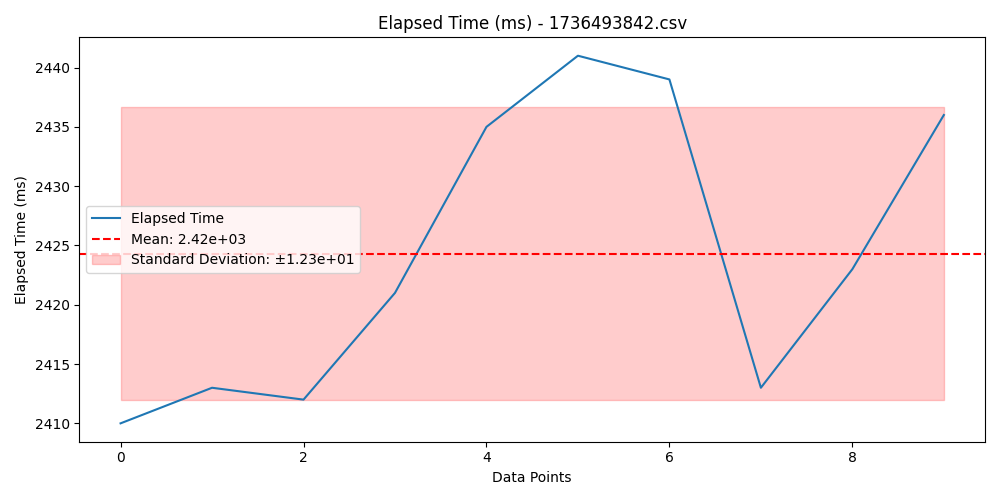 Elapsed Time (ms) - 1736493842.csv
Elapsed Time (ms)
2440
2435
2430
2425
2420
2415
2410
Elapsed Time
Mean: 2.42e+03
Standard Deviation: ±1.23e+01
0 2 4 6 8
Data Points